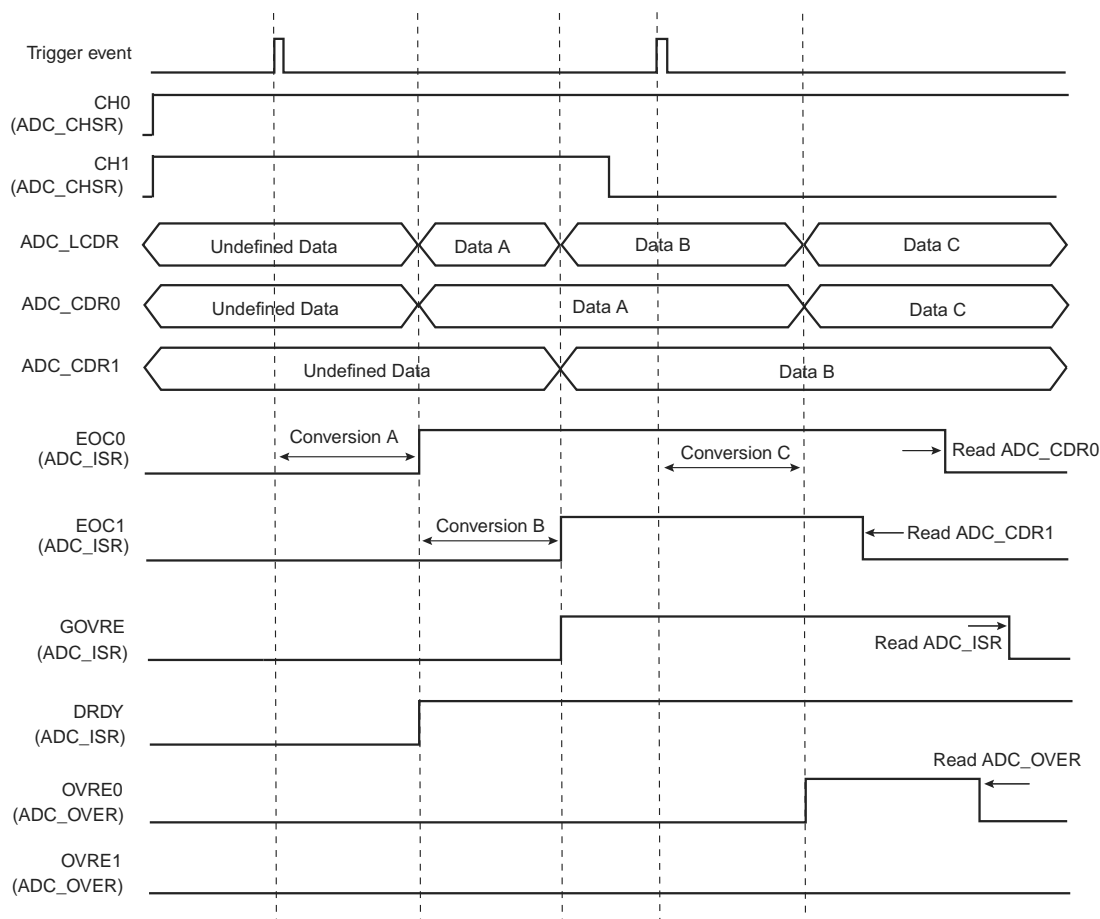 Trigger event
CH0
(ADC_CHSR)
CH1
(ADC_CHSR)
ADC_LCDR
Undefined Data
Data A
Data B
Data C
ADC_CDR0
Undefined Data
Data A
Data C
ADC_CDR1
Undefined Data
Data B
EOC0
(ADC_ISR)
Conversion A
Conversion C
Read ADC_CDR0
EOC1
(ADC_ISR)
Conversion B
Read ADC_CDR1
GOVRE
(ADC_ISR)
Read ADC_ISR
DRDY
(ADC_ISR)
Read ADC_OVER
OVRE0
(ADC_OVER)
OVRE1
(ADC_OVER)